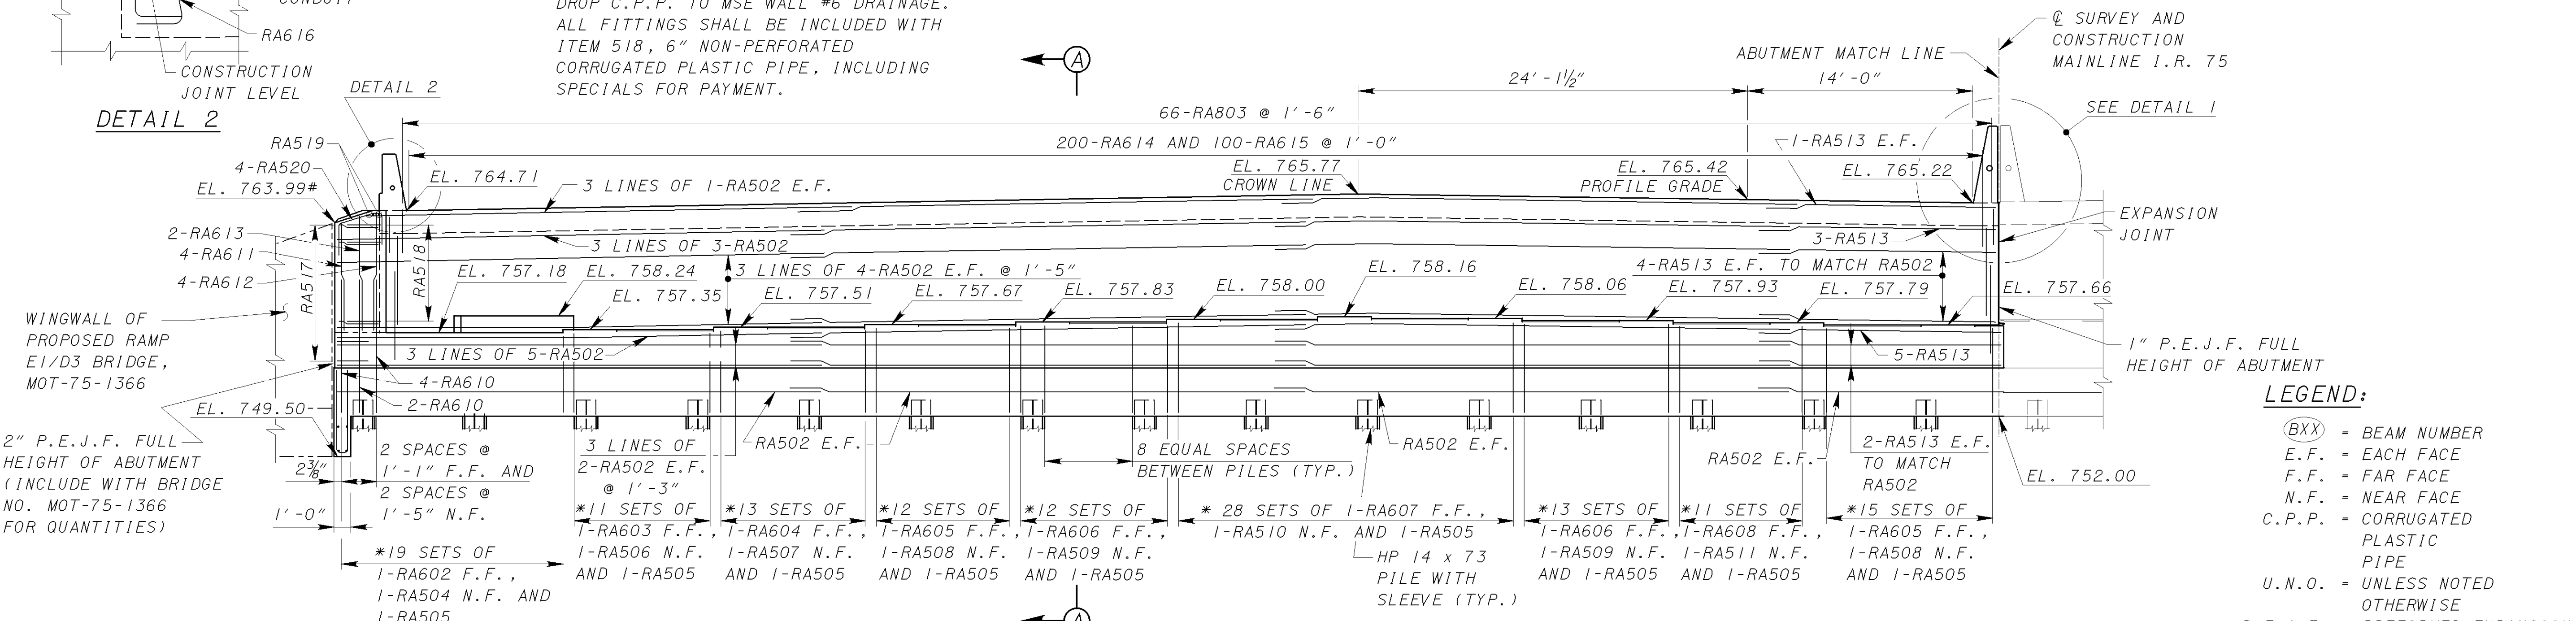 CONDUIT
RA616
CONSTRUCTION
JOINT LEVEL
DETAIL 2
DROP C.P.P. TO MSE WALL #6 DRAINAGE.
ALL FITTINGS SHALL BE INCLUDED WITH
ITEM 518, 6" NON-PERFORATED
CORRUGATED PLASTIC PIPE, INCLUDING
SPECIALS FOR PAYMENT.
DETAIL 2
A
24'-1½"
ABUTMENT MATCH LINE
14'-0"
℄ SURVEY AND
CONSTRUCTION
MAINLINE I.R. 75
SEE DETAIL 1
66-RA803 @ 1'-6"
200-RA614 AND 100-RA615 @ 1'-0"
1-RA513 E.F.
RA519
4-RA520
EL. 763.99#
EL. 764.71
3 LINES OF 1-RA502 E.F.
EL. 765.77
CROWN LINE
EL. 765.42
PROFILE GRADE
EL. 765.22
EXPANSION
JOINT
2-RA613
4-RA611
4-RA612
RA517
RA518
3 LINES OF 3-RA502
3-RA513
EL. 757.18
EL. 758.24
3 LINES OF 4-RA502 E.F. @ 1'-5"
EL. 758.16
4-RA513 E.F. TO MATCH RA502
EL. 757.35
EL. 757.51
EL. 757.67
EL. 757.83
EL. 758.00
EL. 758.06
EL. 757.93
EL. 757.79
EL. 757.66
WINGWALL OF
PROPOSED RAMP
E1/D3 BRIDGE,
MOT-75-1366
3 LINES OF 5-RA502
5-RA513
1" P.E.J.F. FULL
HEIGHT OF ABUTMENT
4-RA610
2-RA610
EL. 749.50
2" P.E.J.F. FULL
HEIGHT OF ABUTMENT
(INCLUDE WITH BRIDGE
NO. MOT-75-1366
FOR QUANTITIES)
2⅜"
1'-0"
2 SPACES @
1'-1" F.F. AND
2 SPACES @
1'-5" N.F.
3 LINES OF
2-RA502 E.F.
@ 1'-3"
RA502 E.F.
8 EQUAL SPACES
BETWEEN PILES (TYP.)
RA502 E.F.
RA502 E.F.
2-RA513 E.F.
TO MATCH
RA502
EL. 752.00
*19 SETS OF
1-RA602 F.F.,
1-RA504 N.F. AND
1-RA505
*11 SETS OF
1-RA603 F.F.,
1-RA506 N.F.
AND 1-RA505
*13 SETS OF
1-RA604 F.F.,
1-RA507 N.F.
AND 1-RA505
*12 SETS OF
1-RA605 F.F.,
1-RA508 N.F.
AND 1-RA505
*12 SETS OF
1-RA606 F.F.,
1-RA509 N.F.
AND 1-RA505
* 28 SETS OF 1-RA607 F.F.,
1-RA510 N.F. AND 1-RA505
HP 14 x 73
PILE WITH
SLEEVE (TYP.)
*13 SETS OF
1-RA606 F.F.,
1-RA509 N.F.
AND 1-RA505
*11 SETS OF
1-RA608 F.F.,
1-RA511 N.F.
AND 1-RA505
*15 SETS OF
1-RA605 F.F.,
1-RA508 N.F.
AND 1-RA505
A
LEGEND:
BXX = BEAM NUMBER
E.F. = EACH FACE
F.F. = FAR FACE
N.F. = NEAR FACE
C.P.P. = CORRUGATED
PLASTIC
PIPE
U.N.O. = UNLESS NOTED
OTHERWISE